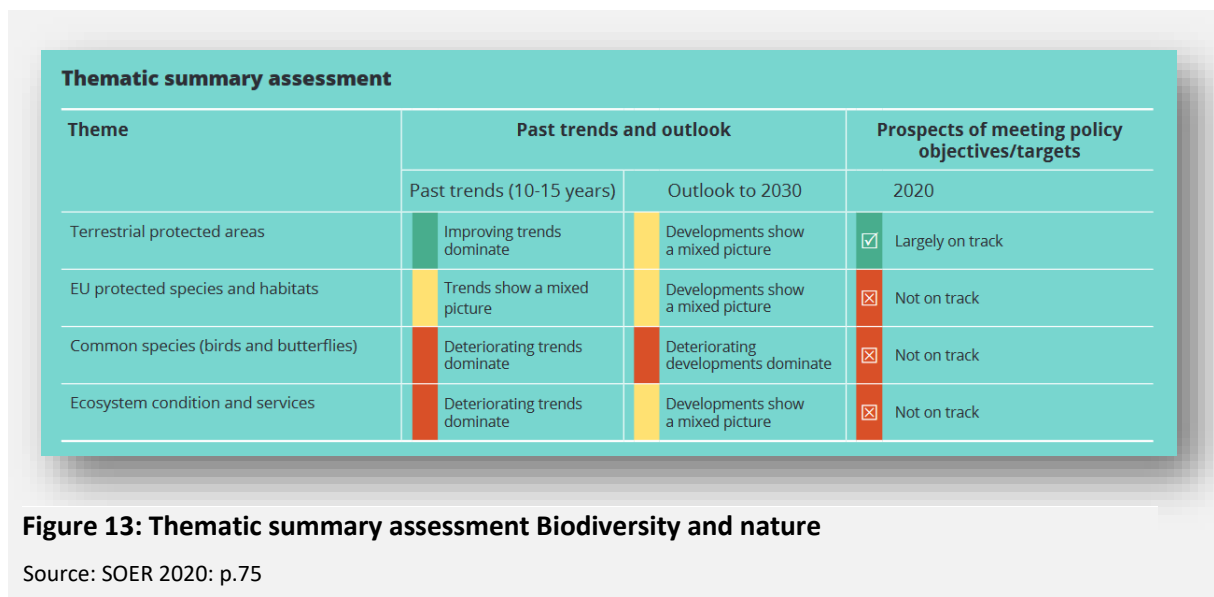 Thematic summary assessment
Theme
Past trends and outlook
Prospects of meeting policy
objectives/targets
Past trends (10-15 years)
Outlook to 2030
2020
Terrestrial protected areas
Improving trends
dominate
Developments show
a mixed picture
Largely on track
EU protected species and habitats
Trends show a mixed
picture
Developments show
a mixed picture
Not on track
Common species (birds and butterflies)
Deteriorating trends
dominate
Deteriorating
developments dominate
Not on track
Ecosystem condition and services
Deteriorating trends
dominate
Developments show
a mixed picture
Not on track
Figure 13: Thematic summary assessment Biodiversity and nature
Source: SOER 2020: p.75